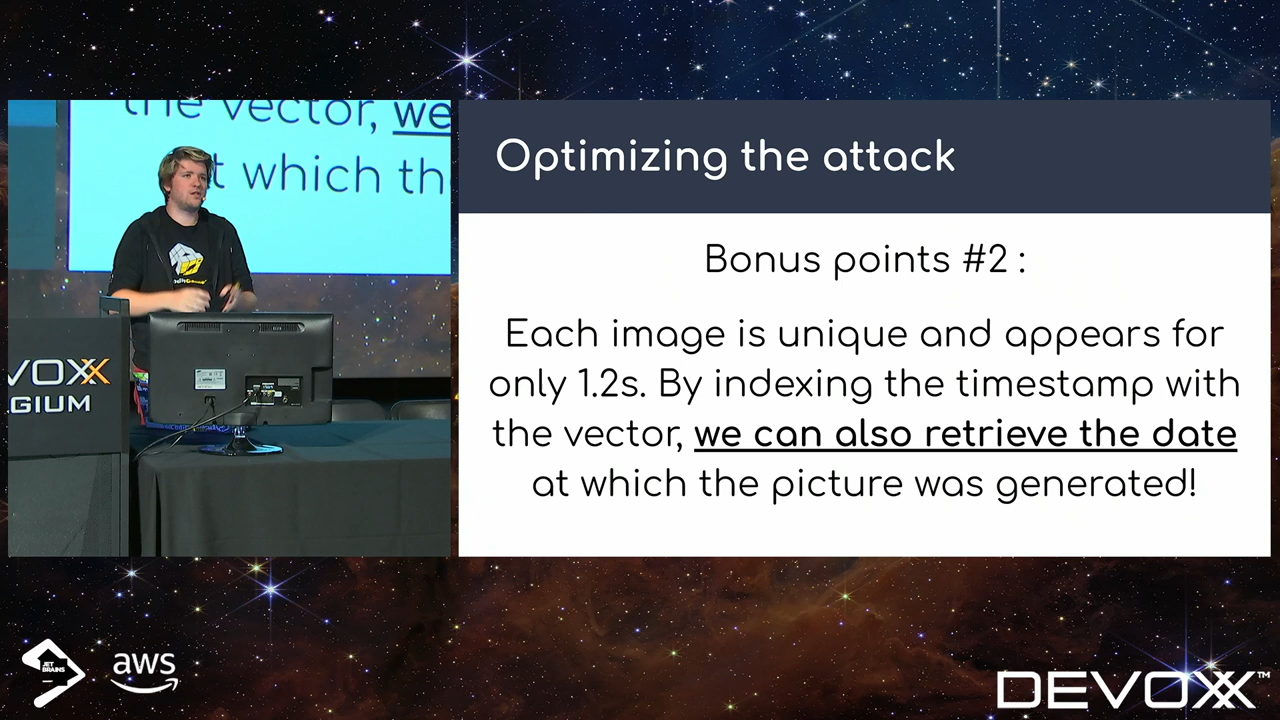 the vector, we
t which th
VOXX
GIUM
Optimizing the attack
Bonus points #2 :
Each image is unique and appears for
only 1.2s. By indexing the timestamp with
the vector, we can also retrieve the date
at which the picture was generated!
JET
BRAINS
aws
DEVOXX™